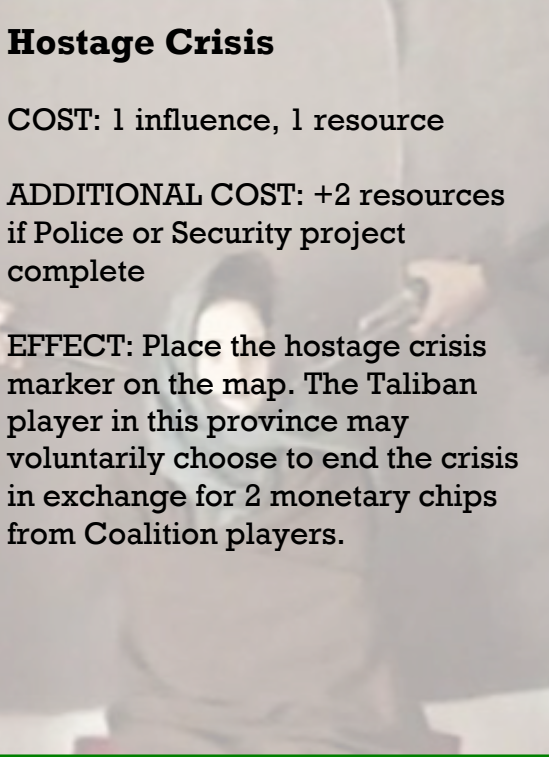 Hostage Crisis
COST: 1 influence, 1 resource
ADDITIONAL COST: +2 resources
if Police or Security project
complete
EFFECT: Place the hostage crisis
marker on the map. The Taliban
player in this province may
voluntarily choose to end the crisis
in exchange for 2 monetary chips
from Coalition players.